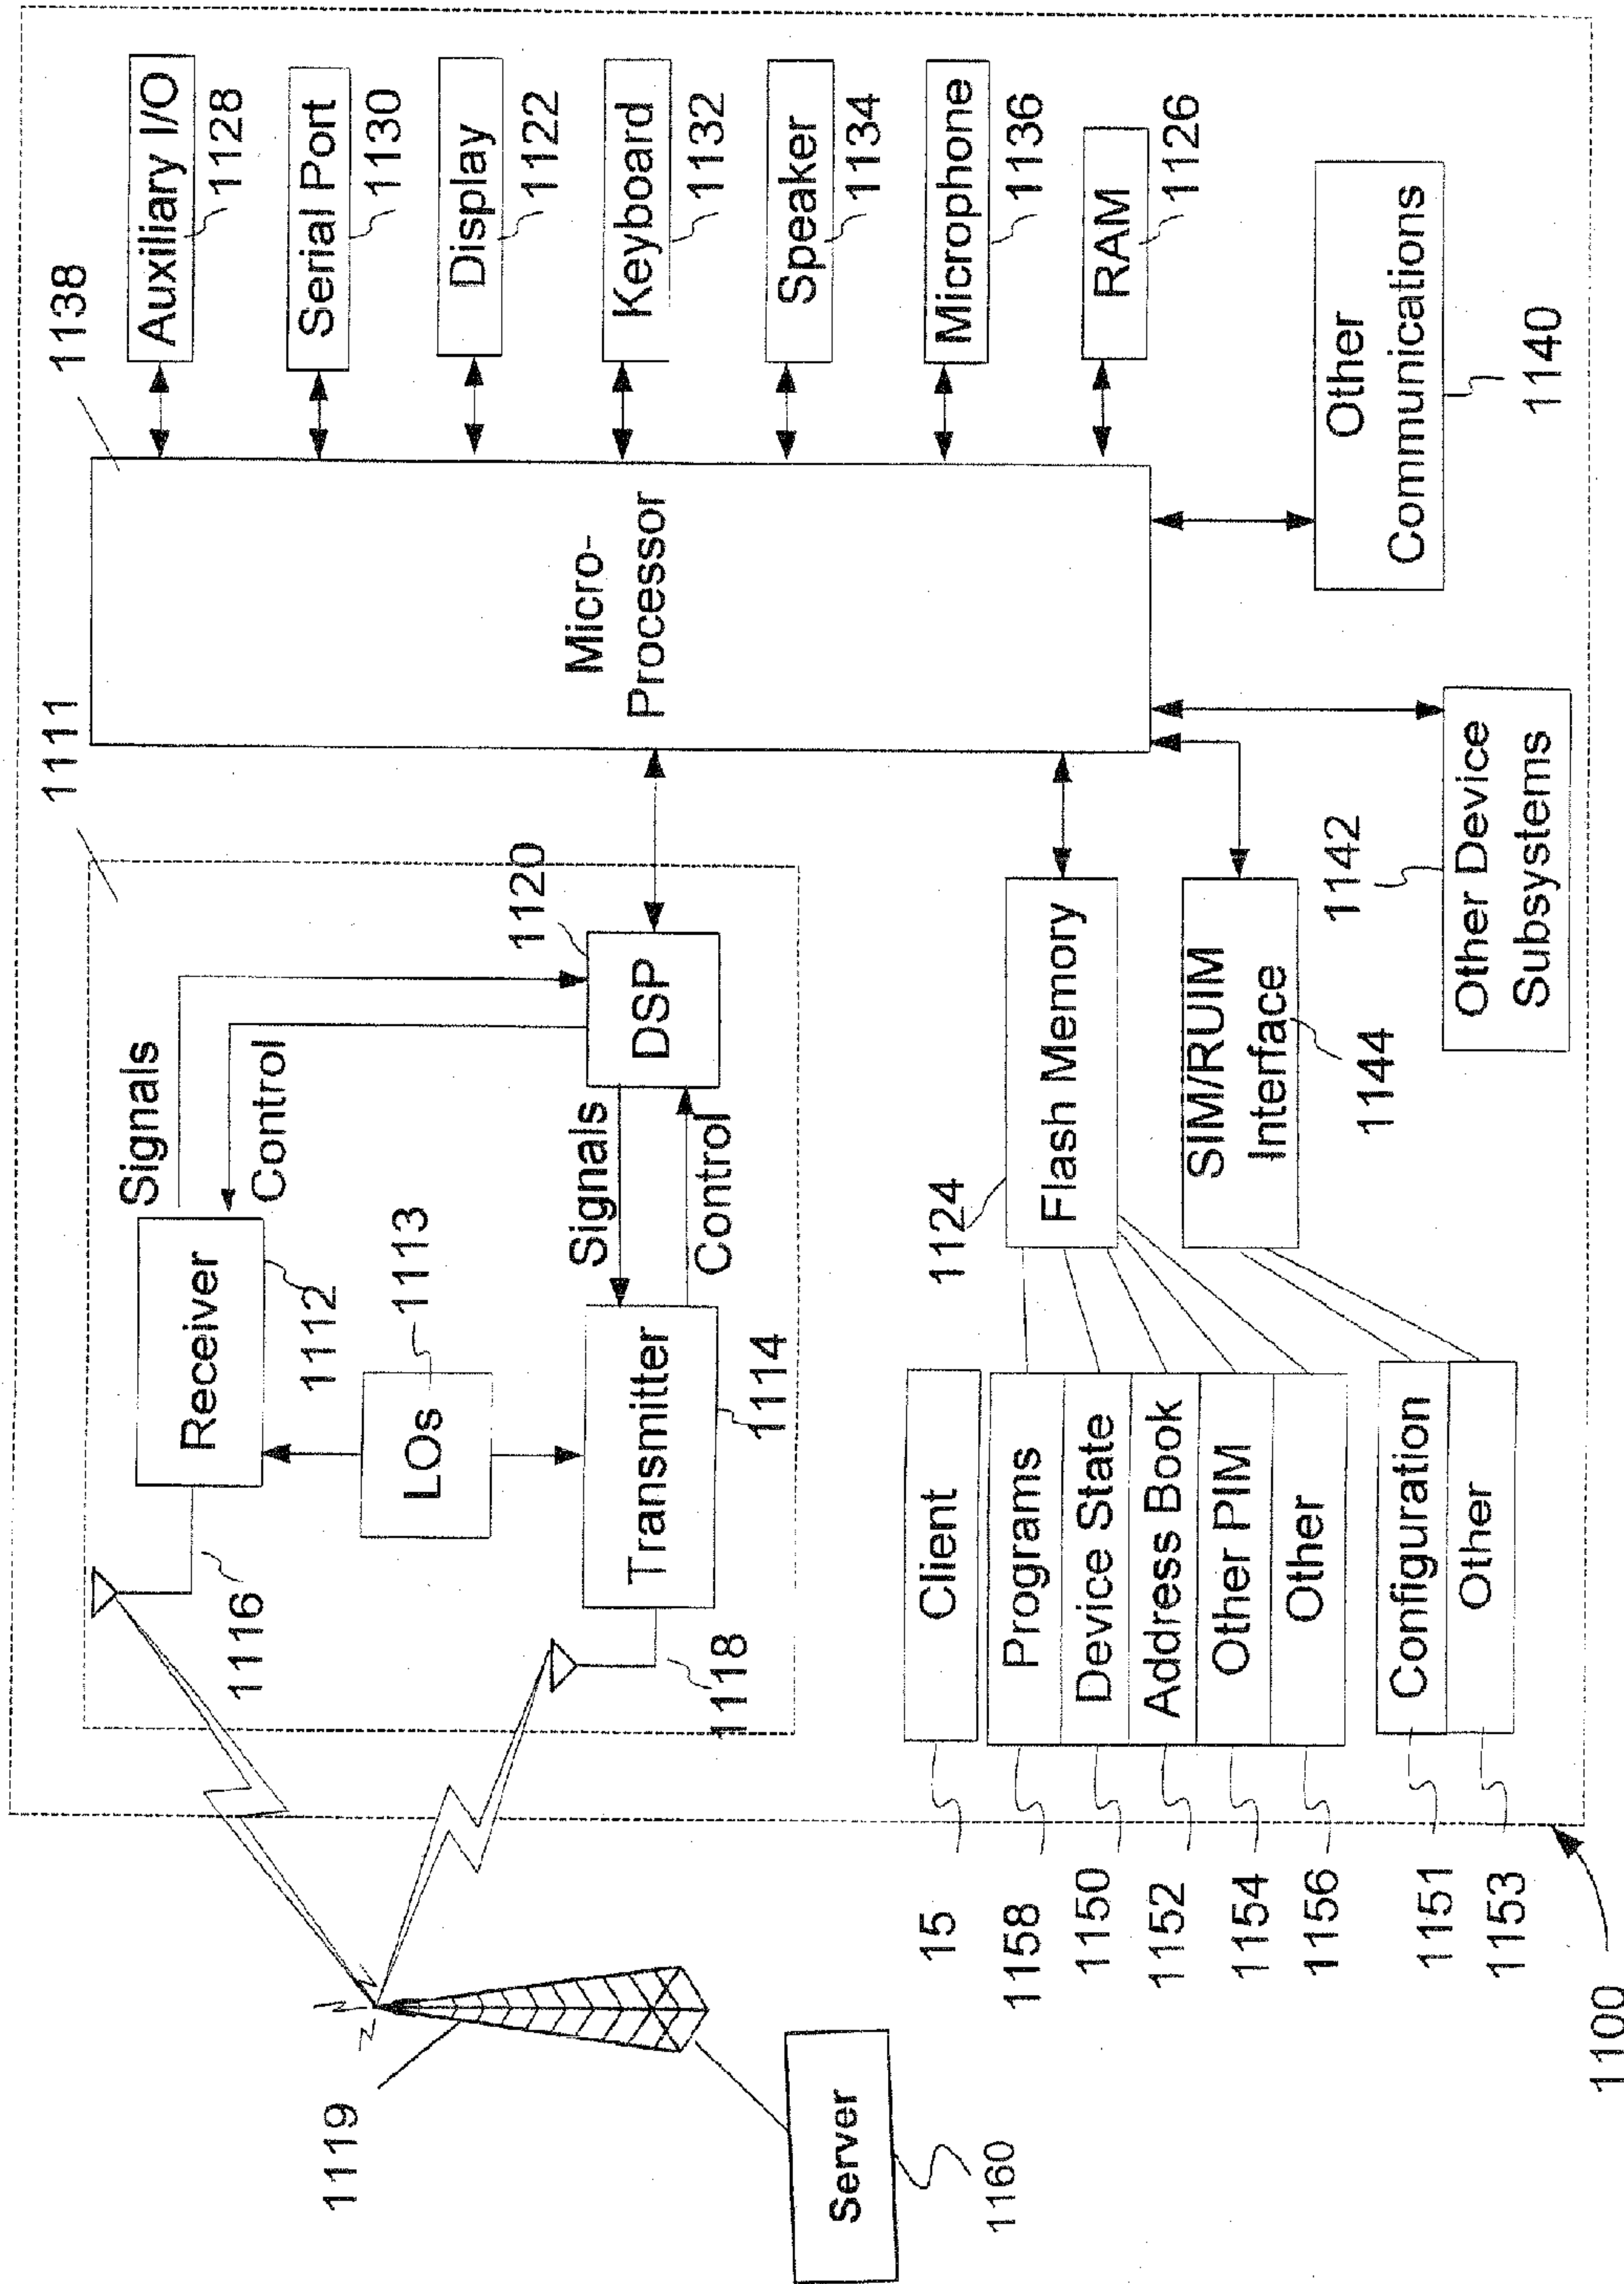 1138
1111
Auxiliary I/O
1128
Serial Port
1130
Display
1122
Keyboard
1132
Speaker
1134
Microphone
1136
RAM
1126
Other
Communications
1140
Micro-
Processor
Signals
Control
1120
DSP
Signals
Control
Receiver
1112
LOs
1113
Transmitter
1114
1116
1118
1119
Server
1160
1124
Flash Memory
SIM/RUIM
Interface
1144
1142
Other Device
Subsystems
Client
Programs
Device State
Address Book
Other PIM
Other
Configuration
Other
15
1158
1150
1152
1154
1156
1151
1153
1100